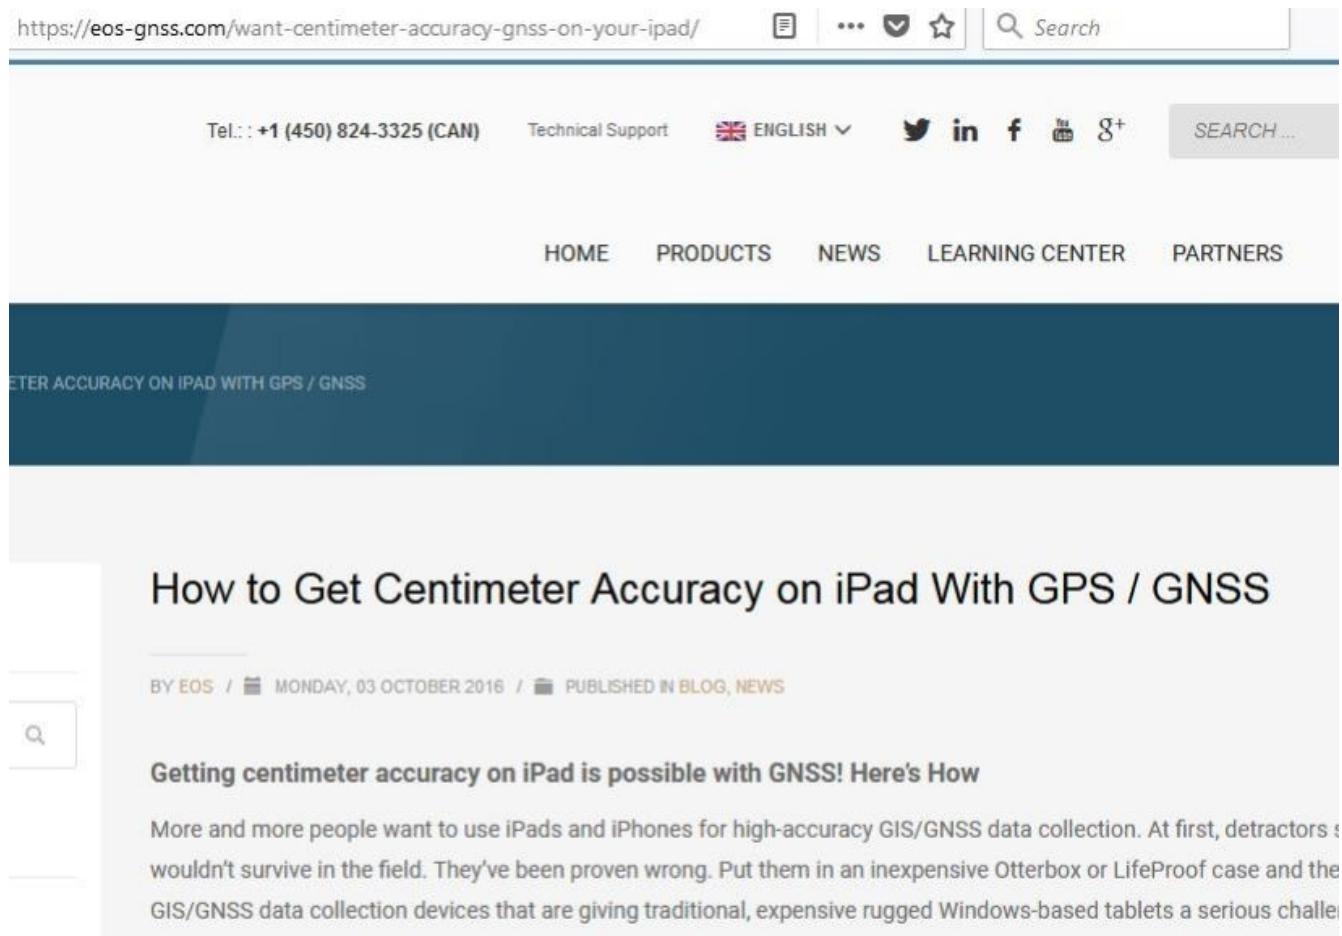 https://eos-gnss.com/want-centimeter-accuracy-gnss-on-your-ipad/ Search
Tel.: : +1 (450) 824-3325 (CAN) Technical Support ENGLISH in f You Tube g+ SEARCH ...
HOME PRODUCTS NEWS LEARNING CENTER PARTNERS
ETER ACCURACY ON IPAD WITH GPS / GNSS
How to Get Centimeter Accuracy on iPad With GPS / GNSS
BY EOS / MONDAY, 03 OCTOBER 2016 / PUBLISHED IN BLOG, NEWS
Getting centimeter accuracy on iPad is possible with GNSS! Here's How
More and more people want to use iPads and iPhones for high-accuracy GIS/GNSS data collection. At first, detractors s
wouldn't survive in the field. They've been proven wrong. Put them in an inexpensive Otterbox or LifeProof case and the
GIS/GNSS data collection devices that are giving traditional, expensive rugged Windows-based tablets a serious challe